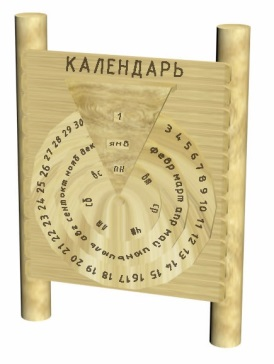 КАЛЕНДАРЬ
1
янв
пн
3 4 5 6 7 8 9 10 11 12 13 14 15 16 17 18 19 20 21 22 23 24 25 26 27 28 29 30
февр март апр май июнь июль авг сент окт нояб дек
вт ср чт пт сб вс